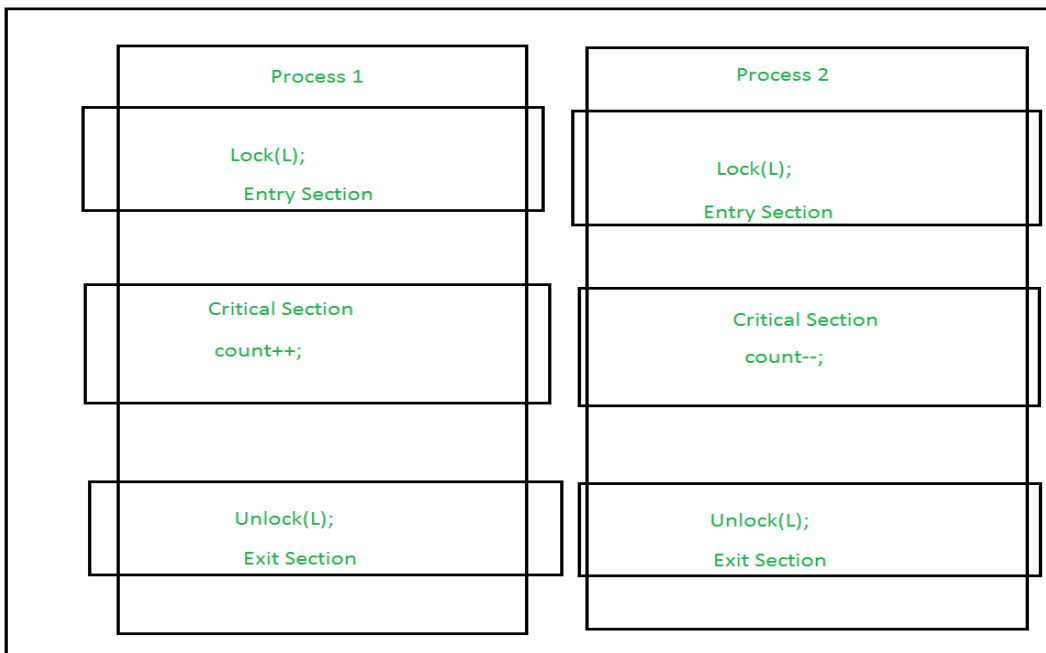 Process 1
Lock(L);
Entry Section
Critical Section
count++;
Unlock(L);
Exit Section
Process 2
Lock(L);
Entry Section
Critical Section
count--;
Unlock(L);
Exit Section